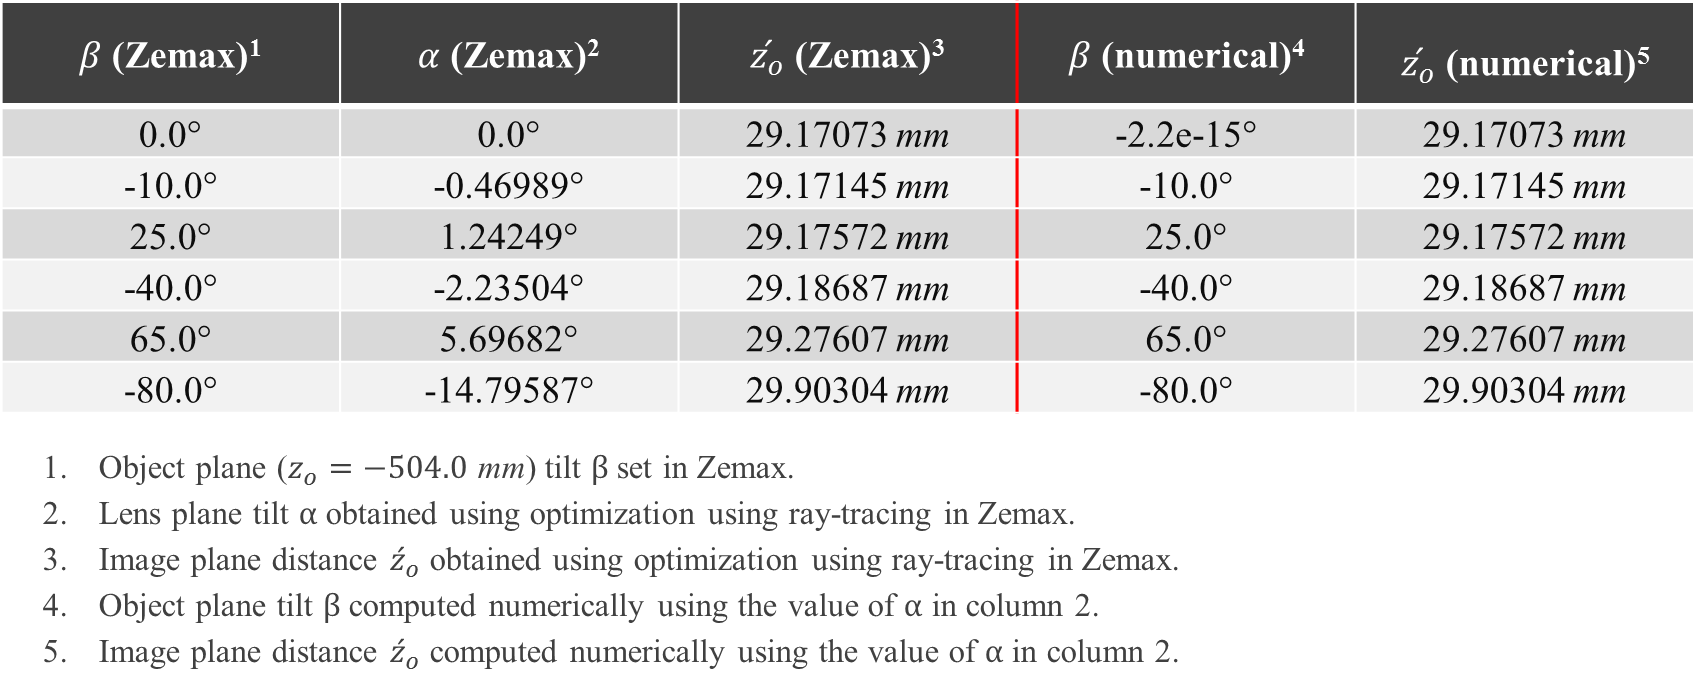 β (Zemax)¹ α (Zemax)² źₒ (Zemax)³ β (numerical)⁴ źₒ (numerical)⁵
0.0° 0.0° 29.17073 mm -2.2e-15° 29.17073 mm
-10.0° -0.46989° 29.17145 mm -10.0° 29.17145 mm
25.0° 1.24249° 29.17572 mm 25.0° 29.17572 mm
-40.0° -2.23504° 29.18687 mm -40.0° 29.18687 mm
65.0° 5.69682° 29.27607 mm 65.0° 29.27607 mm
-80.0° -14.79587° 29.90304 mm -80.0° 29.90304 mm
1. Object plane (zₒ = −504.0 mm) tilt β set in Zemax.
2. Lens plane tilt α obtained using optimization using ray-tracing in Zemax.
3. Image plane distance źₒ obtained using optimization using ray-tracing in Zemax.
4. Object plane tilt β computed numerically using the value of α in column 2.
5. Image plane distance źₒ computed numerically using the value of α in column 2.